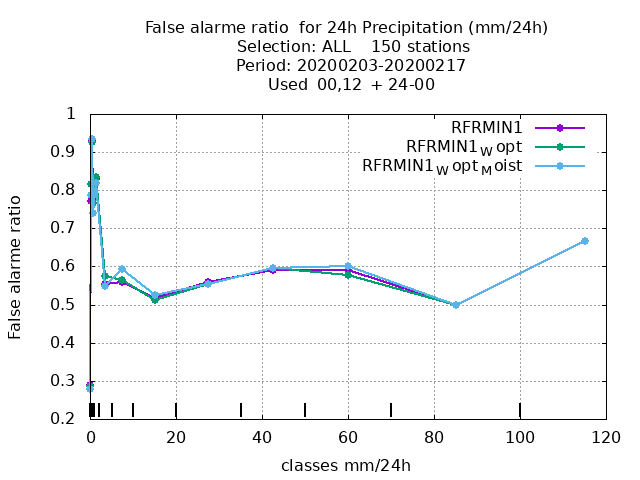 False alarme ratio  for 24h Precipitation (mm/24h)
Selection: ALL    150 stations
Period: 20200203-20200217
Used  00,12  + 24-00
RFRMIN1
RFRMIN1Wopt
RFRMIN1WoptMoist
1
0.9
0.8
0.7
0.6
0.5
0.4
0.3
0.2
False alarme ratio
0 20 40 60 80 100 120
classes mm/24h